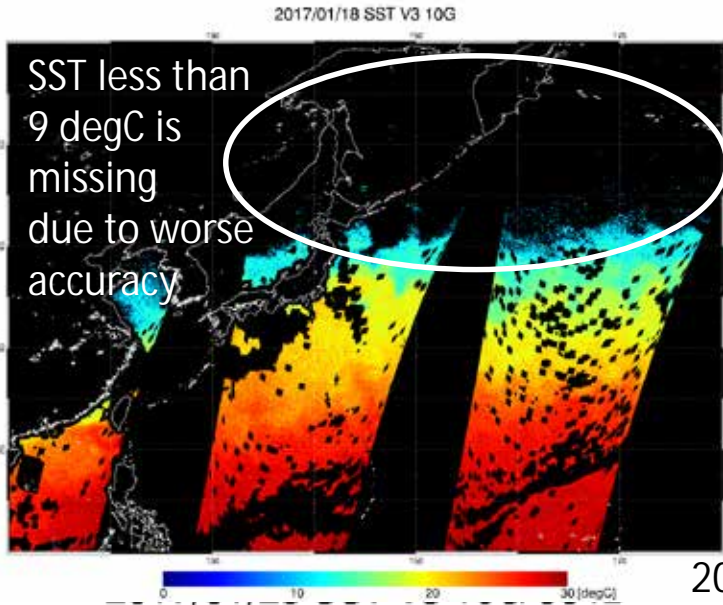 2017/01/18 SST V3 10G
SST less than
9 degC is
missing
due to worse
accuracy
0 10 20 30 [degC]
20